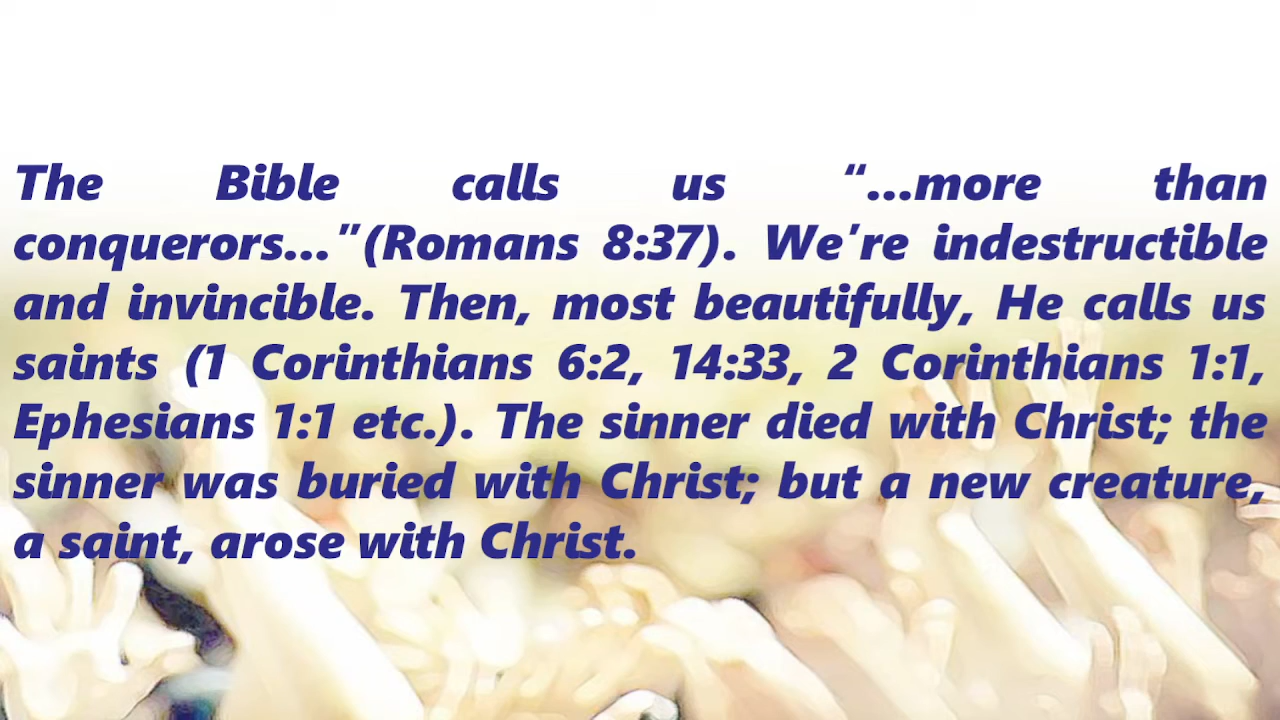 The Bible calls us “...more than
conquerors...”(Romans 8:37). We’re indestructible
and invincible. Then, most beautifully, He calls us
saints (1 Corinthians 6:2, 14:33, 2 Corinthians 1:1,
Ephesians 1:1 etc.). The sinner died with Christ; the
sinner was buried with Christ; but a new creature,
a saint, arose with Christ.